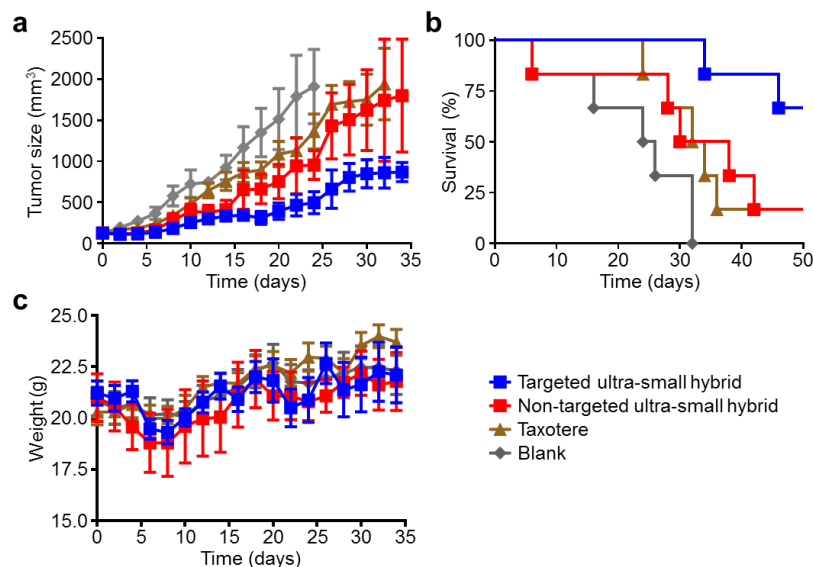 a
2500
2000
1500
1000
500
0
Tumor size (mm³)
0 5 10 15 20 25 30 35
Time (days)
b
100
75
50
25
0
Survival (%)
0 10 20 30 40 50
Time (days)
c
25.0
22.5
20.0
17.5
15.0
Weight (g)
0 5 10 15 20 25 30 35
Time (days)
Targeted ultra-small hybrid
Non-targeted ultra-small hybrid
Taxotere
Blank